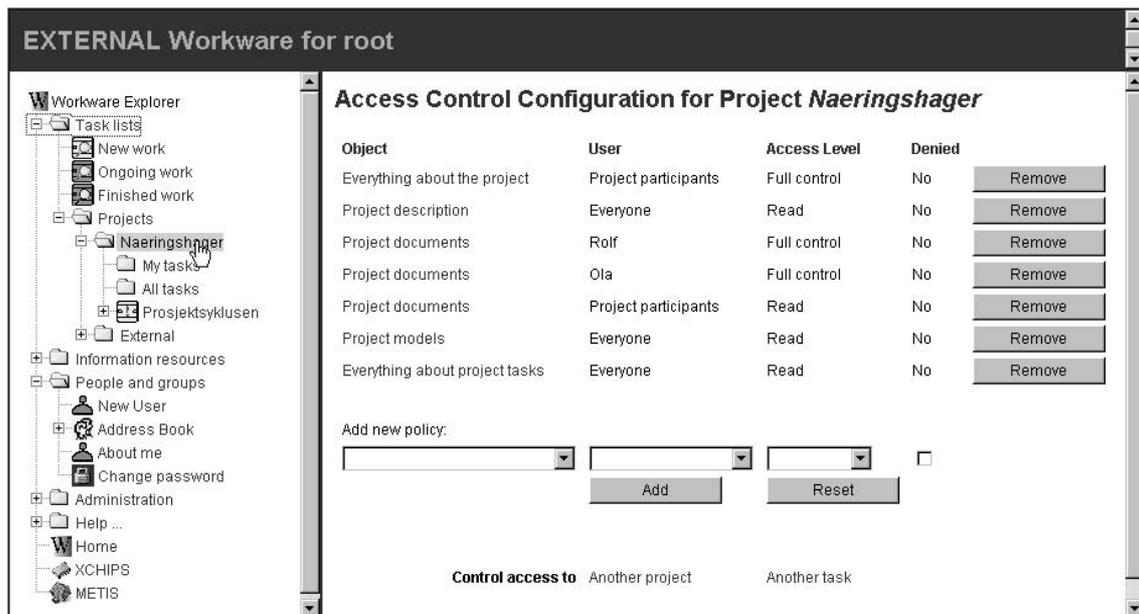 EXTERNAL Workware for root
Workware Explorer
Task lists
New work
Ongoing work
Finished work
Projects
Naeringshager
My tasks
All tasks
Prosjektsyklusen
External
Information resources
People and groups
New User
Address Book
About me
Change password
Administration
Help ...
Home
XCHIPS
METIS
Access Control Configuration for Project Naeringshager
Object User Access Level Denied
Everything about the project Project participants Full control No Remove
Project description Everyone Read No Remove
Project documents Rolf Full control No Remove
Project documents Ola Full control No Remove
Project documents Project participants Read No Remove
Project models Everyone Read No Remove
Everything about project tasks Everyone Read No Remove
Add new policy:
Add Reset
Control access to Another project Another task